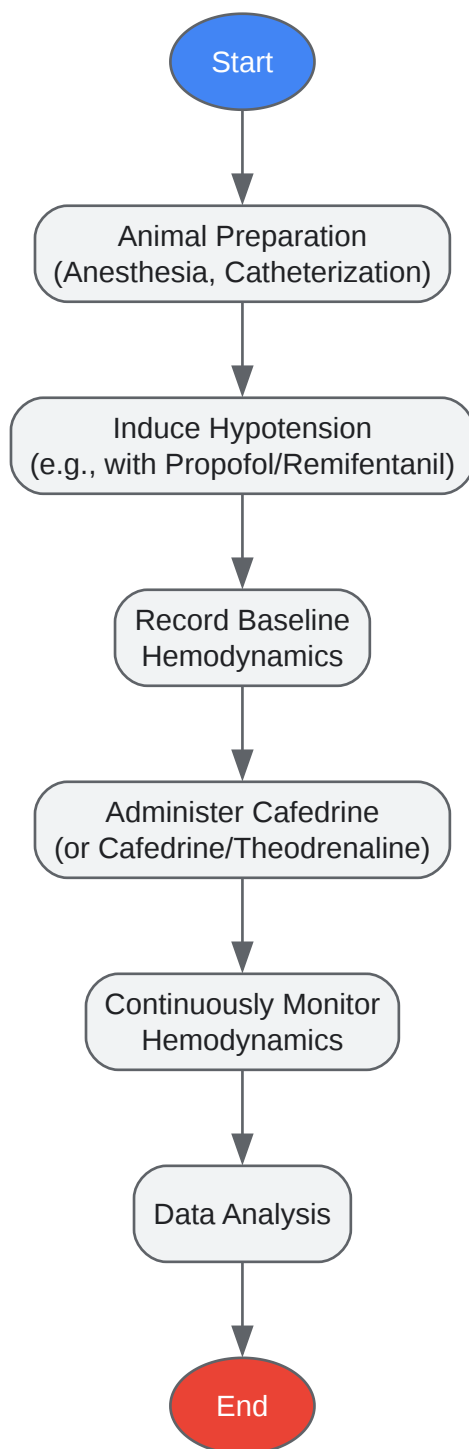 Start
Animal Preparation
(Anesthesia, Catheterization)
Induce Hypotension
(e.g., with Propofol/Remifentanil)
Record Baseline
Hemodynamics
Administer Cafedrine
(or Cafedrine/Theodrenaline)
Continuously Monitor
Hemodynamics
Data Analysis
End